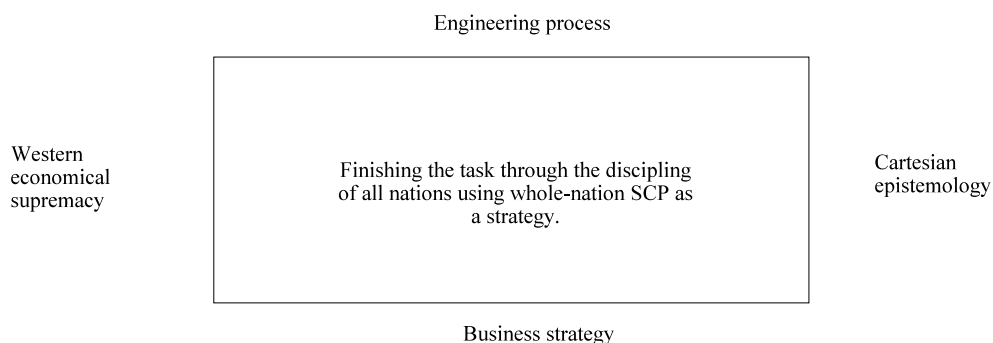 Engineering process
Western
economical
supremacy
Finishing the task through the discipling
of all nations using whole-nation SCP as
a strategy.
Cartesian
epistemology
Business strategy